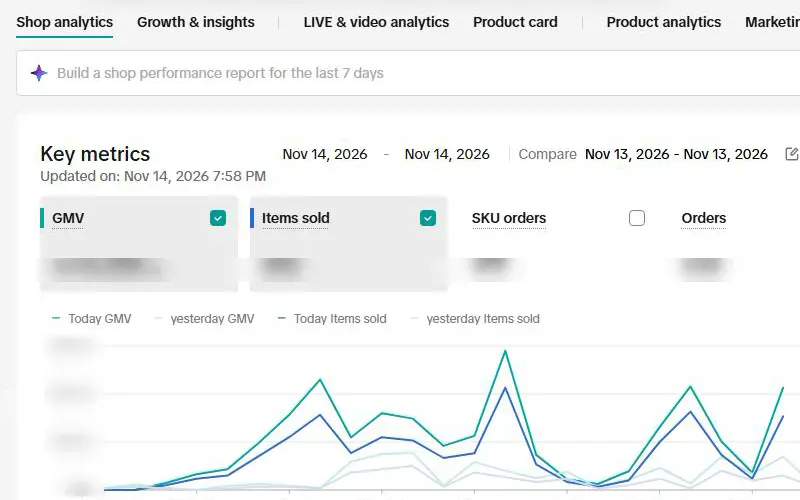 Shop analytics Growth & insights LIVE & video analytics Product card Product analytics
Build a shop performance report for the last 7 days
Key metrics Nov 14, 2026 - Nov 14, 2026 Compare Nov 13, 2026 - Nov 13, 2026
Updated on: Nov 14, 2026 7:58 PM
GMV Items sold SKU orders Orders
Today GMV yesterday GMV Today Items sold yesterday Items sold